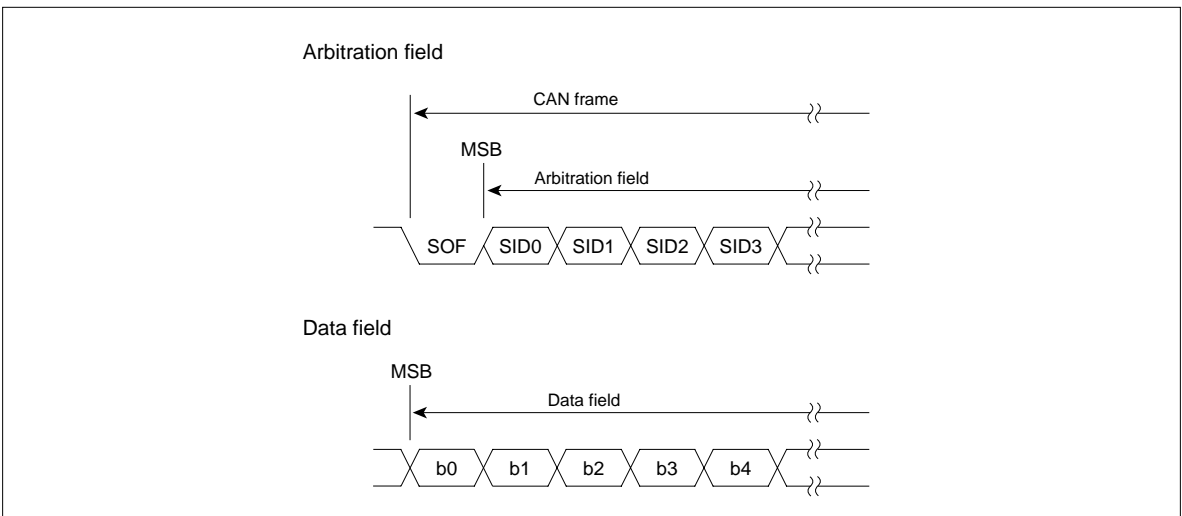 Arbitration field
CAN frame
MSB
Arbitration field
SOF SID0 SID1 SID2 SID3
Data field
MSB
Data field
b0 b1 b2 b3 b4